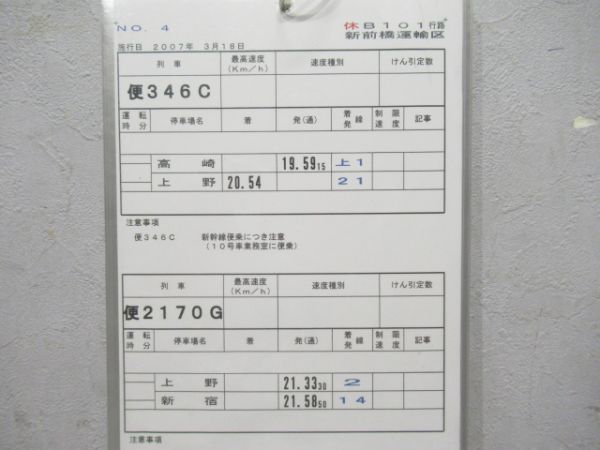 NO. 4 休B101行路
新前橋運輸区
施行日 2007年 3月18日
列車 最高速度(Km/h) 速度種別 けん引定数
便346C
運転時分 停車場名 着 発(通) 着発線 制限速度 記事
高崎 19.59 15 上1
上野 20.54 21
注意事項
便346C 新幹線便乗につき注意
(10号車業務室に便乗)
列車 最高速度(Km/h) 速度種別 けん引定数
便2170G
運転時分 停車場名 着 発(通) 着発線 制限速度 記事
上野 21.33 30 2
新宿 21.58 50 14
注意事項